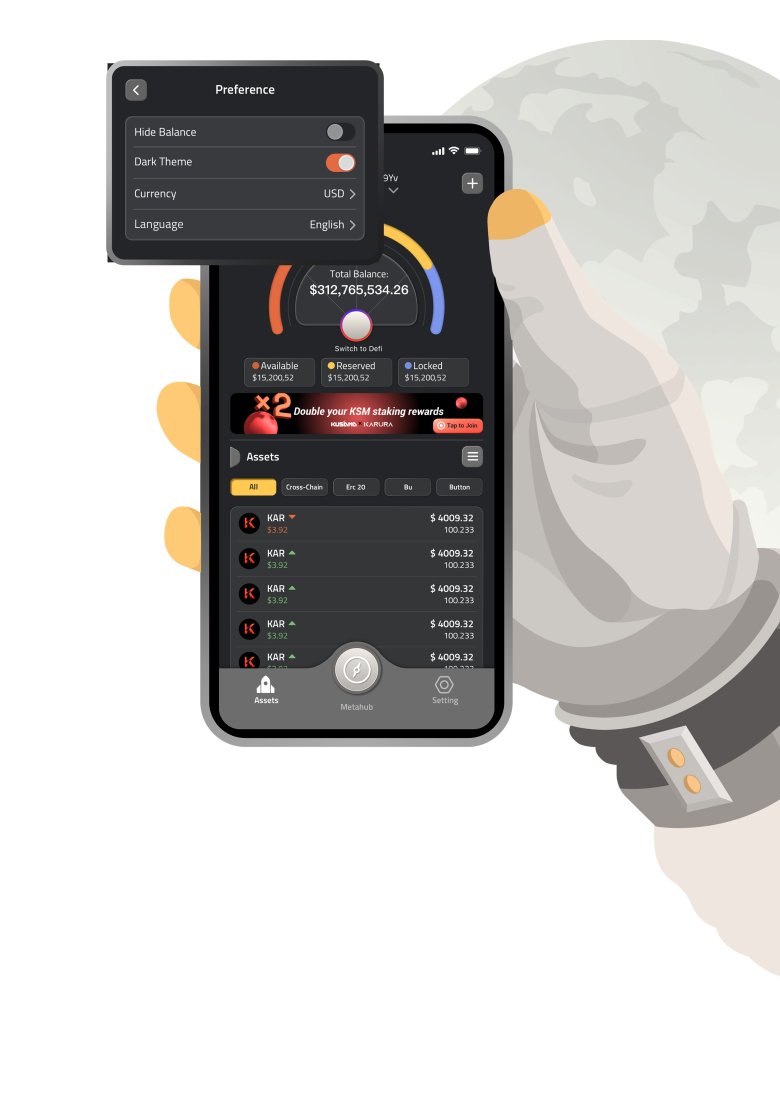 Preference
Hide Balance
Dark Theme
Currency USD
Language English
9Yv
Total Balance:
$312,765,534.26
Switch to Defi
Available Reserved Locked
$15,200,52 $15,200,52 $15,200,52
×2 Double your KSM staking rewards
KUSAMA × KARURA Tap to Join
Assets
All Cross-Chain Erc 20 Bu Button
KAR $ 4009.32
$3.92 100.233
KAR $ 4009.32
$3.92 100.233
KAR $ 4009.32
$3.92 100.233
KAR $ 4009.32
$3.92 100.233
KAR $ 4009.32
$3.92 100.233
Assets Metahub Setting